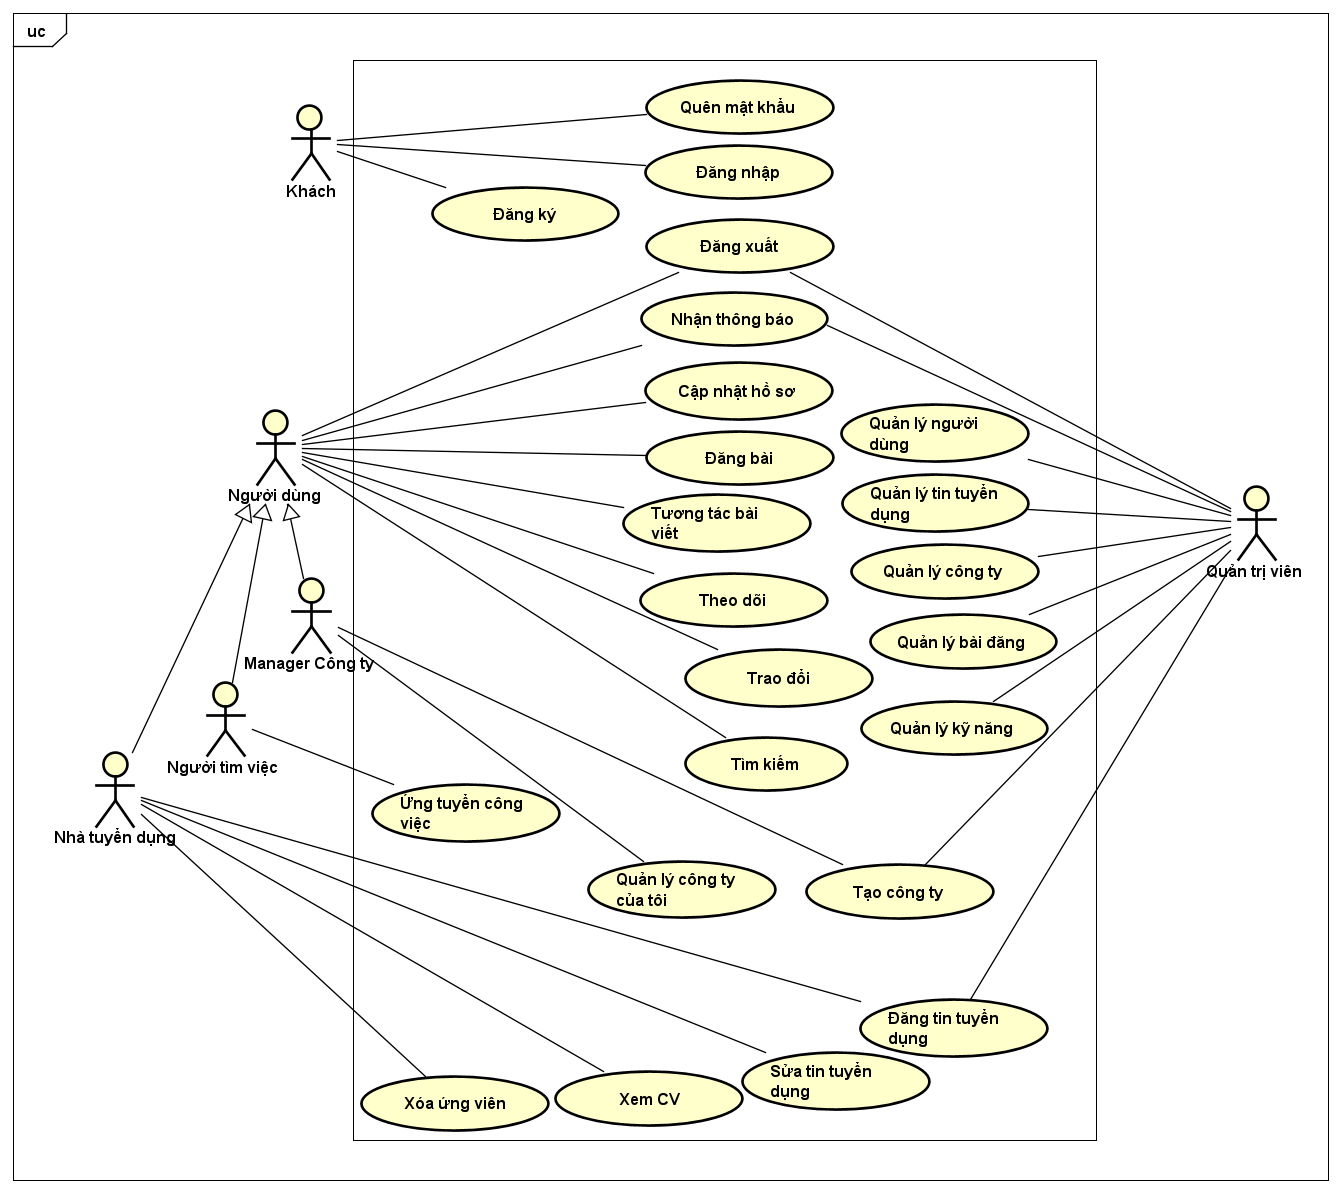 uc
Khách
Quên mật khẩu
Đăng nhập
Đăng ký
Đăng xuất
Nhận thông báo
Cập nhật hồ sơ
Đăng bài
Tương tác bài
viết
Theo dõi
Trao đổi
Tìm kiếm
Quản lý người
dùng
Quản lý tin tuyển
dụng
Quản lý công ty
Quản lý bài đăng
Quản lý kỹ năng
Quản trị viên
Người dùng
Manager Công ty
Người tìm việc
Nhà tuyển dụng
Ứng tuyển công
việc
Quản lý công ty
của tôi
Tạo công ty
Đăng tin tuyển
dụng
Sửa tin tuyển
dụng
Xem CV
Xóa ứng viên